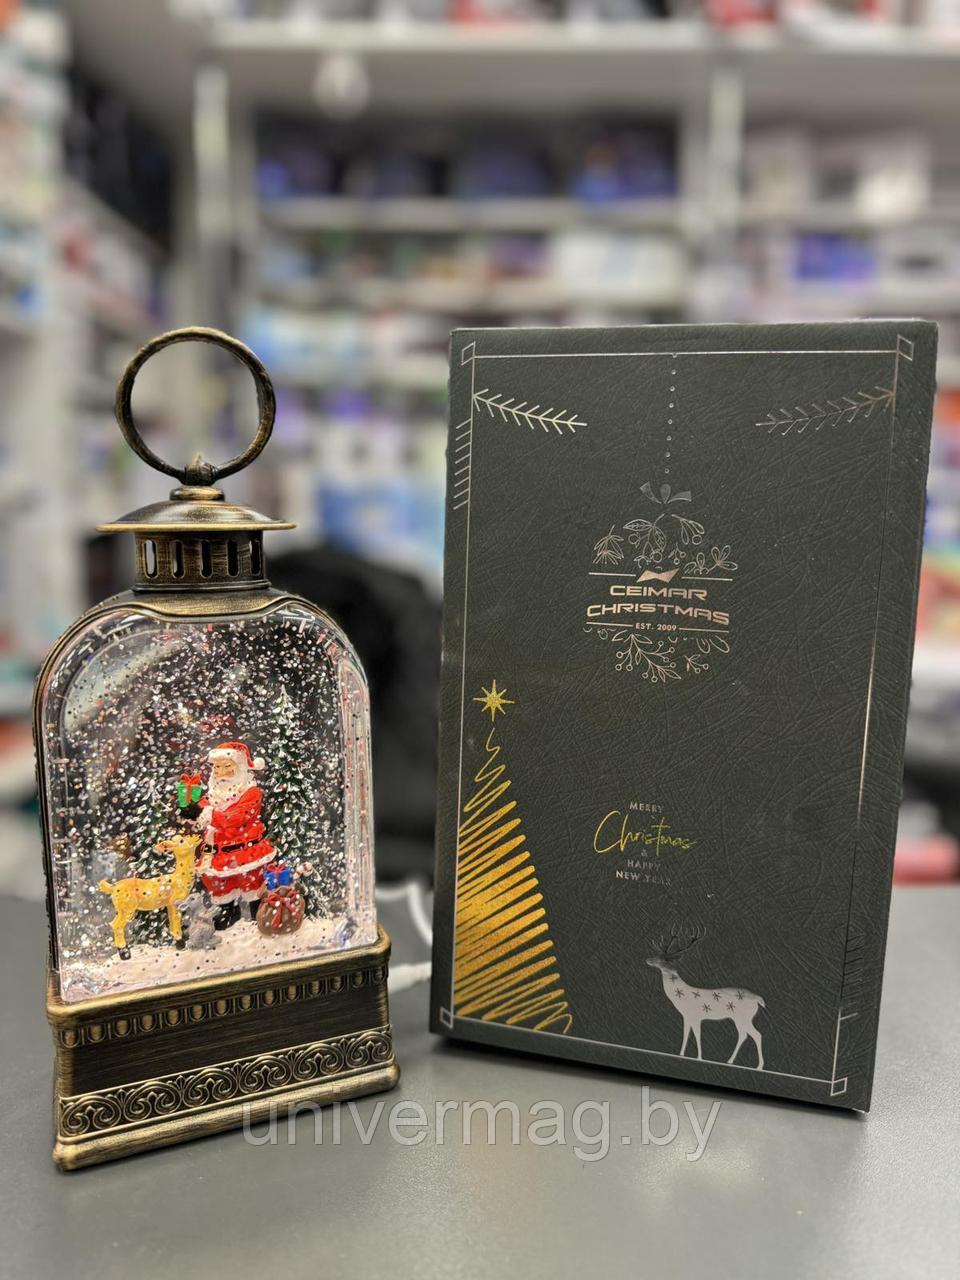 CEIMAR
CHRISTMAS
EST. 2009
MERRY
Christmas
&
HAPPY
NEW YEAR
univermag.by